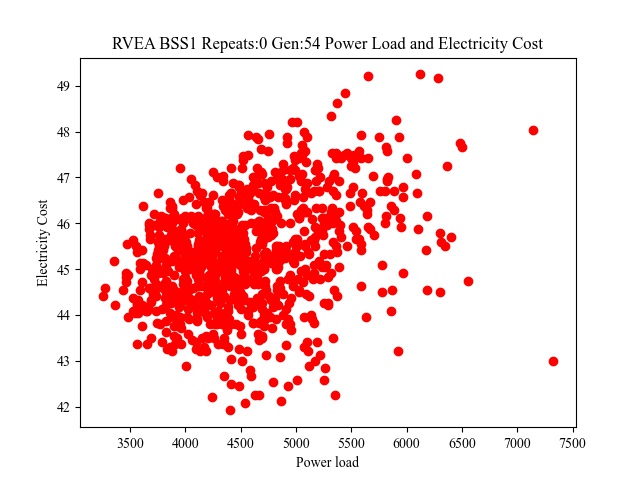 RVEA BSS1 Repeats:0 Gen:54 Power Load and Electricity Cost
49
48
47
46
45
44
43
42
Electricity Cost
3500 4000 4500 5000 5500 6000 6500 7000 7500
Power load